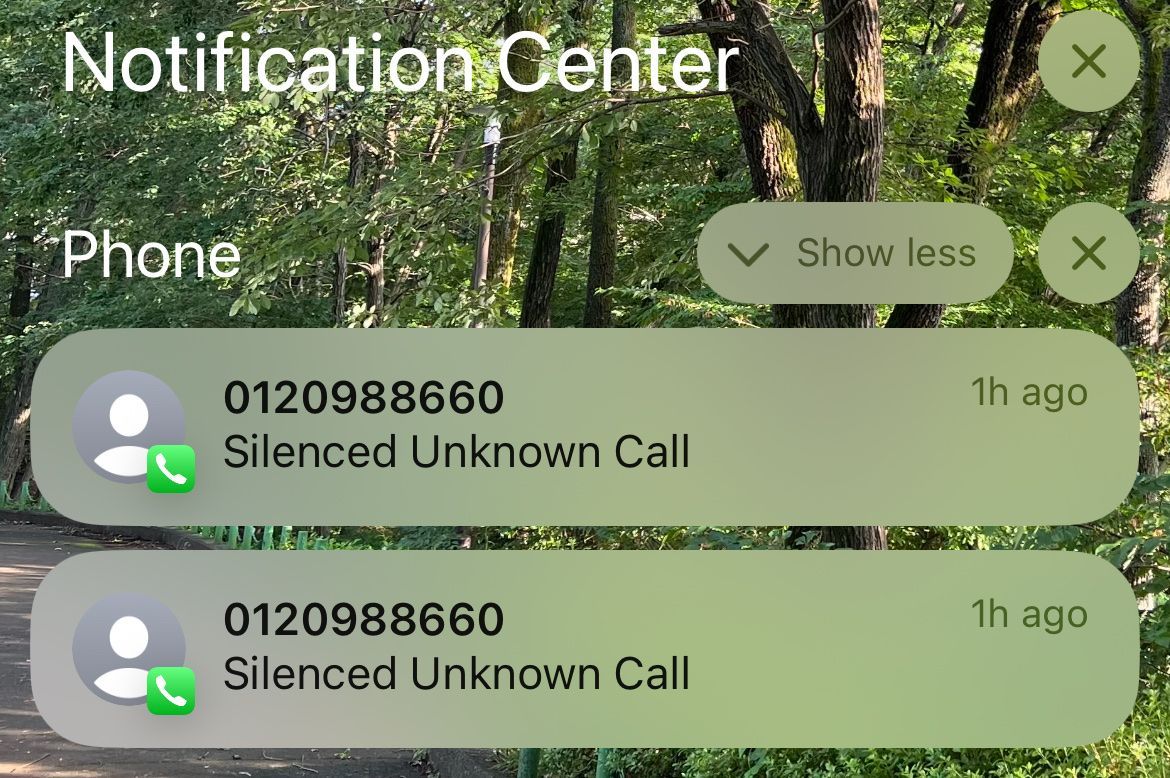 Notification Center
Phone
Show less
0120988660
1h ago
Silenced Unknown Call
0120988660
1h ago
Silenced Unknown Call